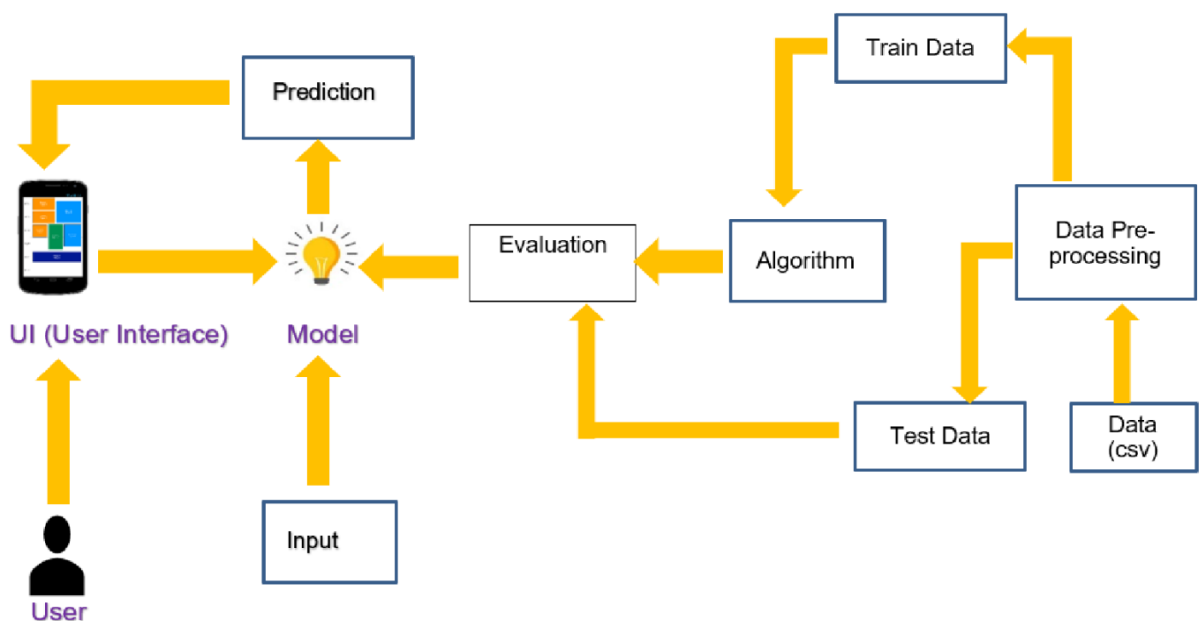 Train Data
Prediction
Evaluation
Algorithm
Data Pre-
processing
UI (User Interface)
Model
Test Data
Data
(csv)
Input
User